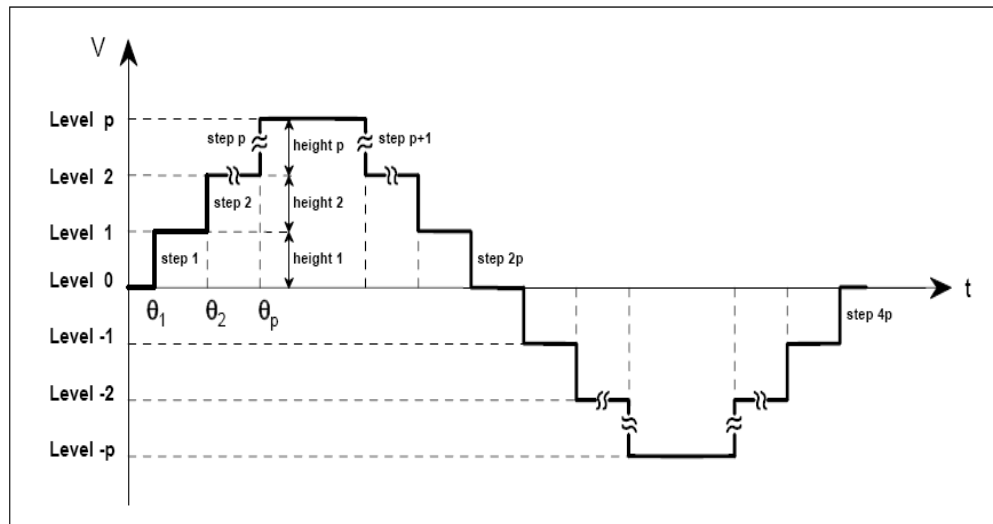 V
Level p
step p
height p
step p+1
Level 2
step 2
height 2
Level 1
step 1
height 1
step 2p
Level 0
t
θ1
θ2
θp
step 4p
Level -1
Level -2
Level -p